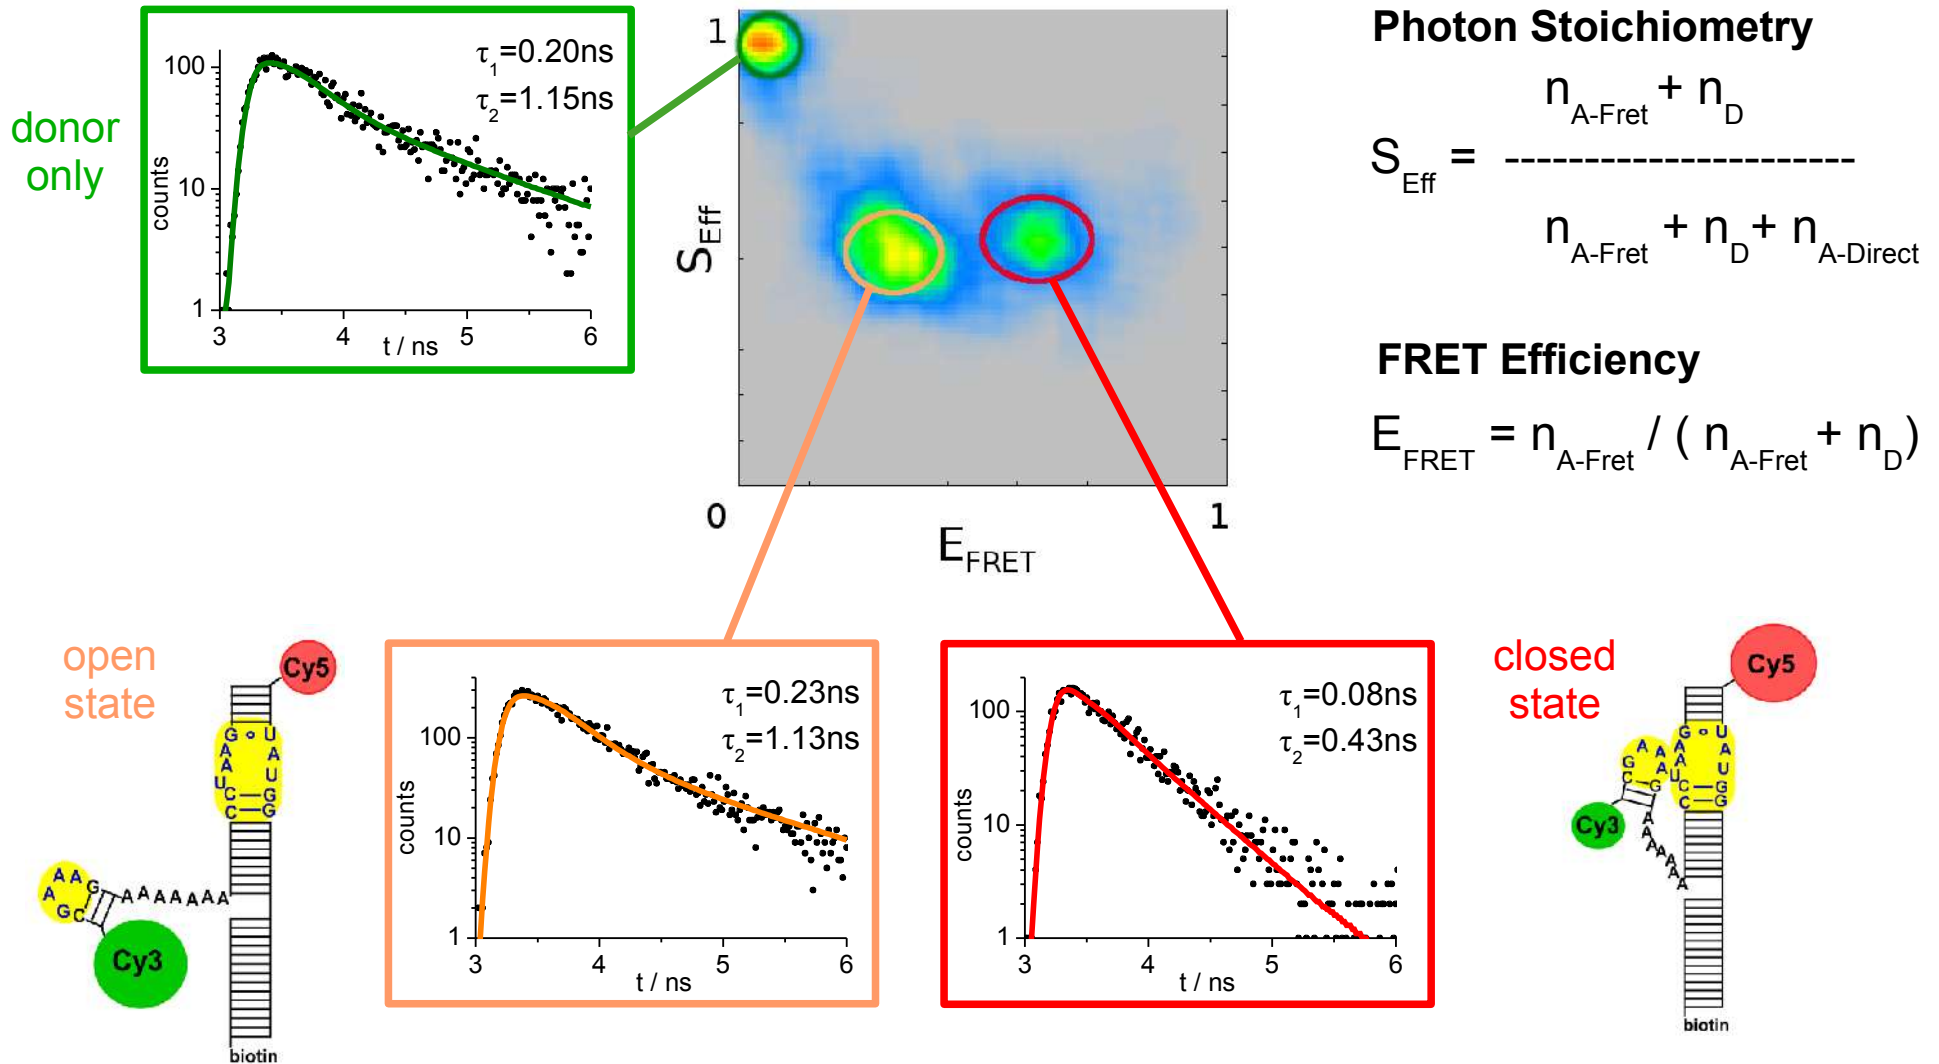 donor
only
τ1=0.20ns
τ2=1.15ns
100
10
1
counts
3
4
5
6
t / ns
1
SEff
0
1
EFRET
Photon Stoichiometry
nA-Fret + nD
SEff = ----------------------
nA-Fret + nD+ nA-Direct
FRET Efficiency
EFRET = nA-Fret / ( nA-Fret + nD)
open
state
Cy5
G U
A A
A U
U G
C G
C
A A G A A A A A A A
A
G C
Cy3
biotin
τ1=0.23ns
τ2=1.13ns
100
10
1
counts
3
4
5
6
t / ns
τ1=0.08ns
τ2=0.43ns
100
10
1
counts
3
4
5
6
t / ns
closed
state
Cy5
G U
A A
A U
U G
C G
C
A A
G A
C G
Cy3
A
A
A
A
A
A
A
biotin